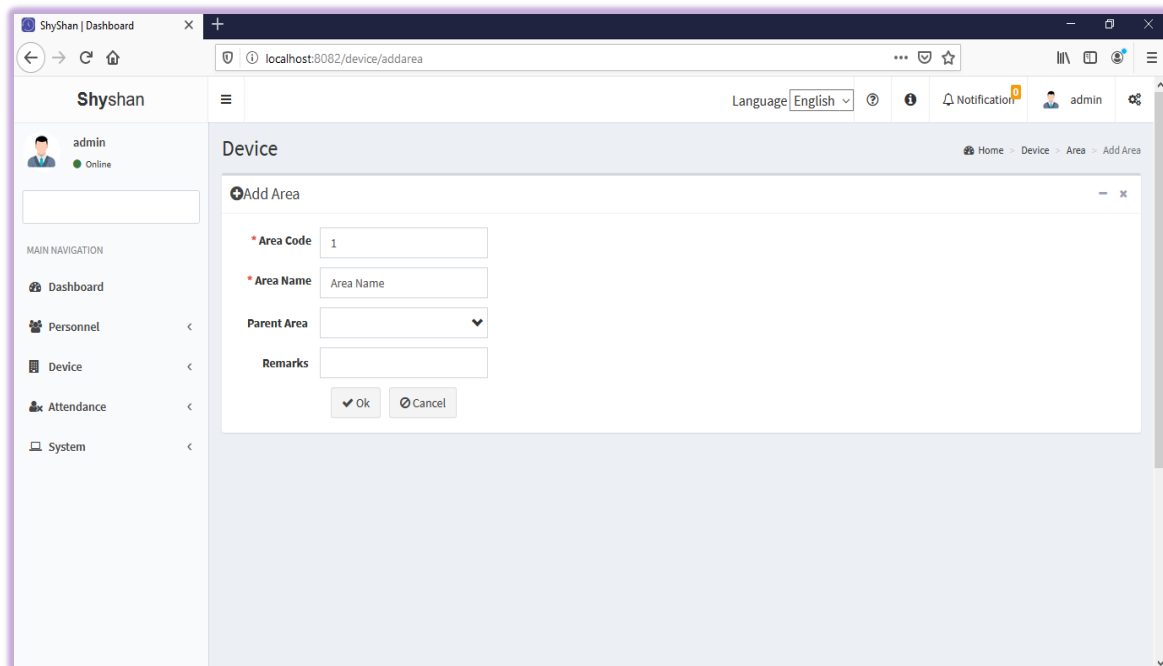 ShyShan | Dashboard
localhost:8082/device/addarea
Shyshan
Language English
0
Notification
admin
admin
Online
Device
Home > Device > Area > Add Area
Add Area
MAIN NAVIGATION
* Area Code 1
* Area Name Area Name
Dashboard
Parent Area
Personnel
Remarks
Device
Ok Cancel
Attendance
System